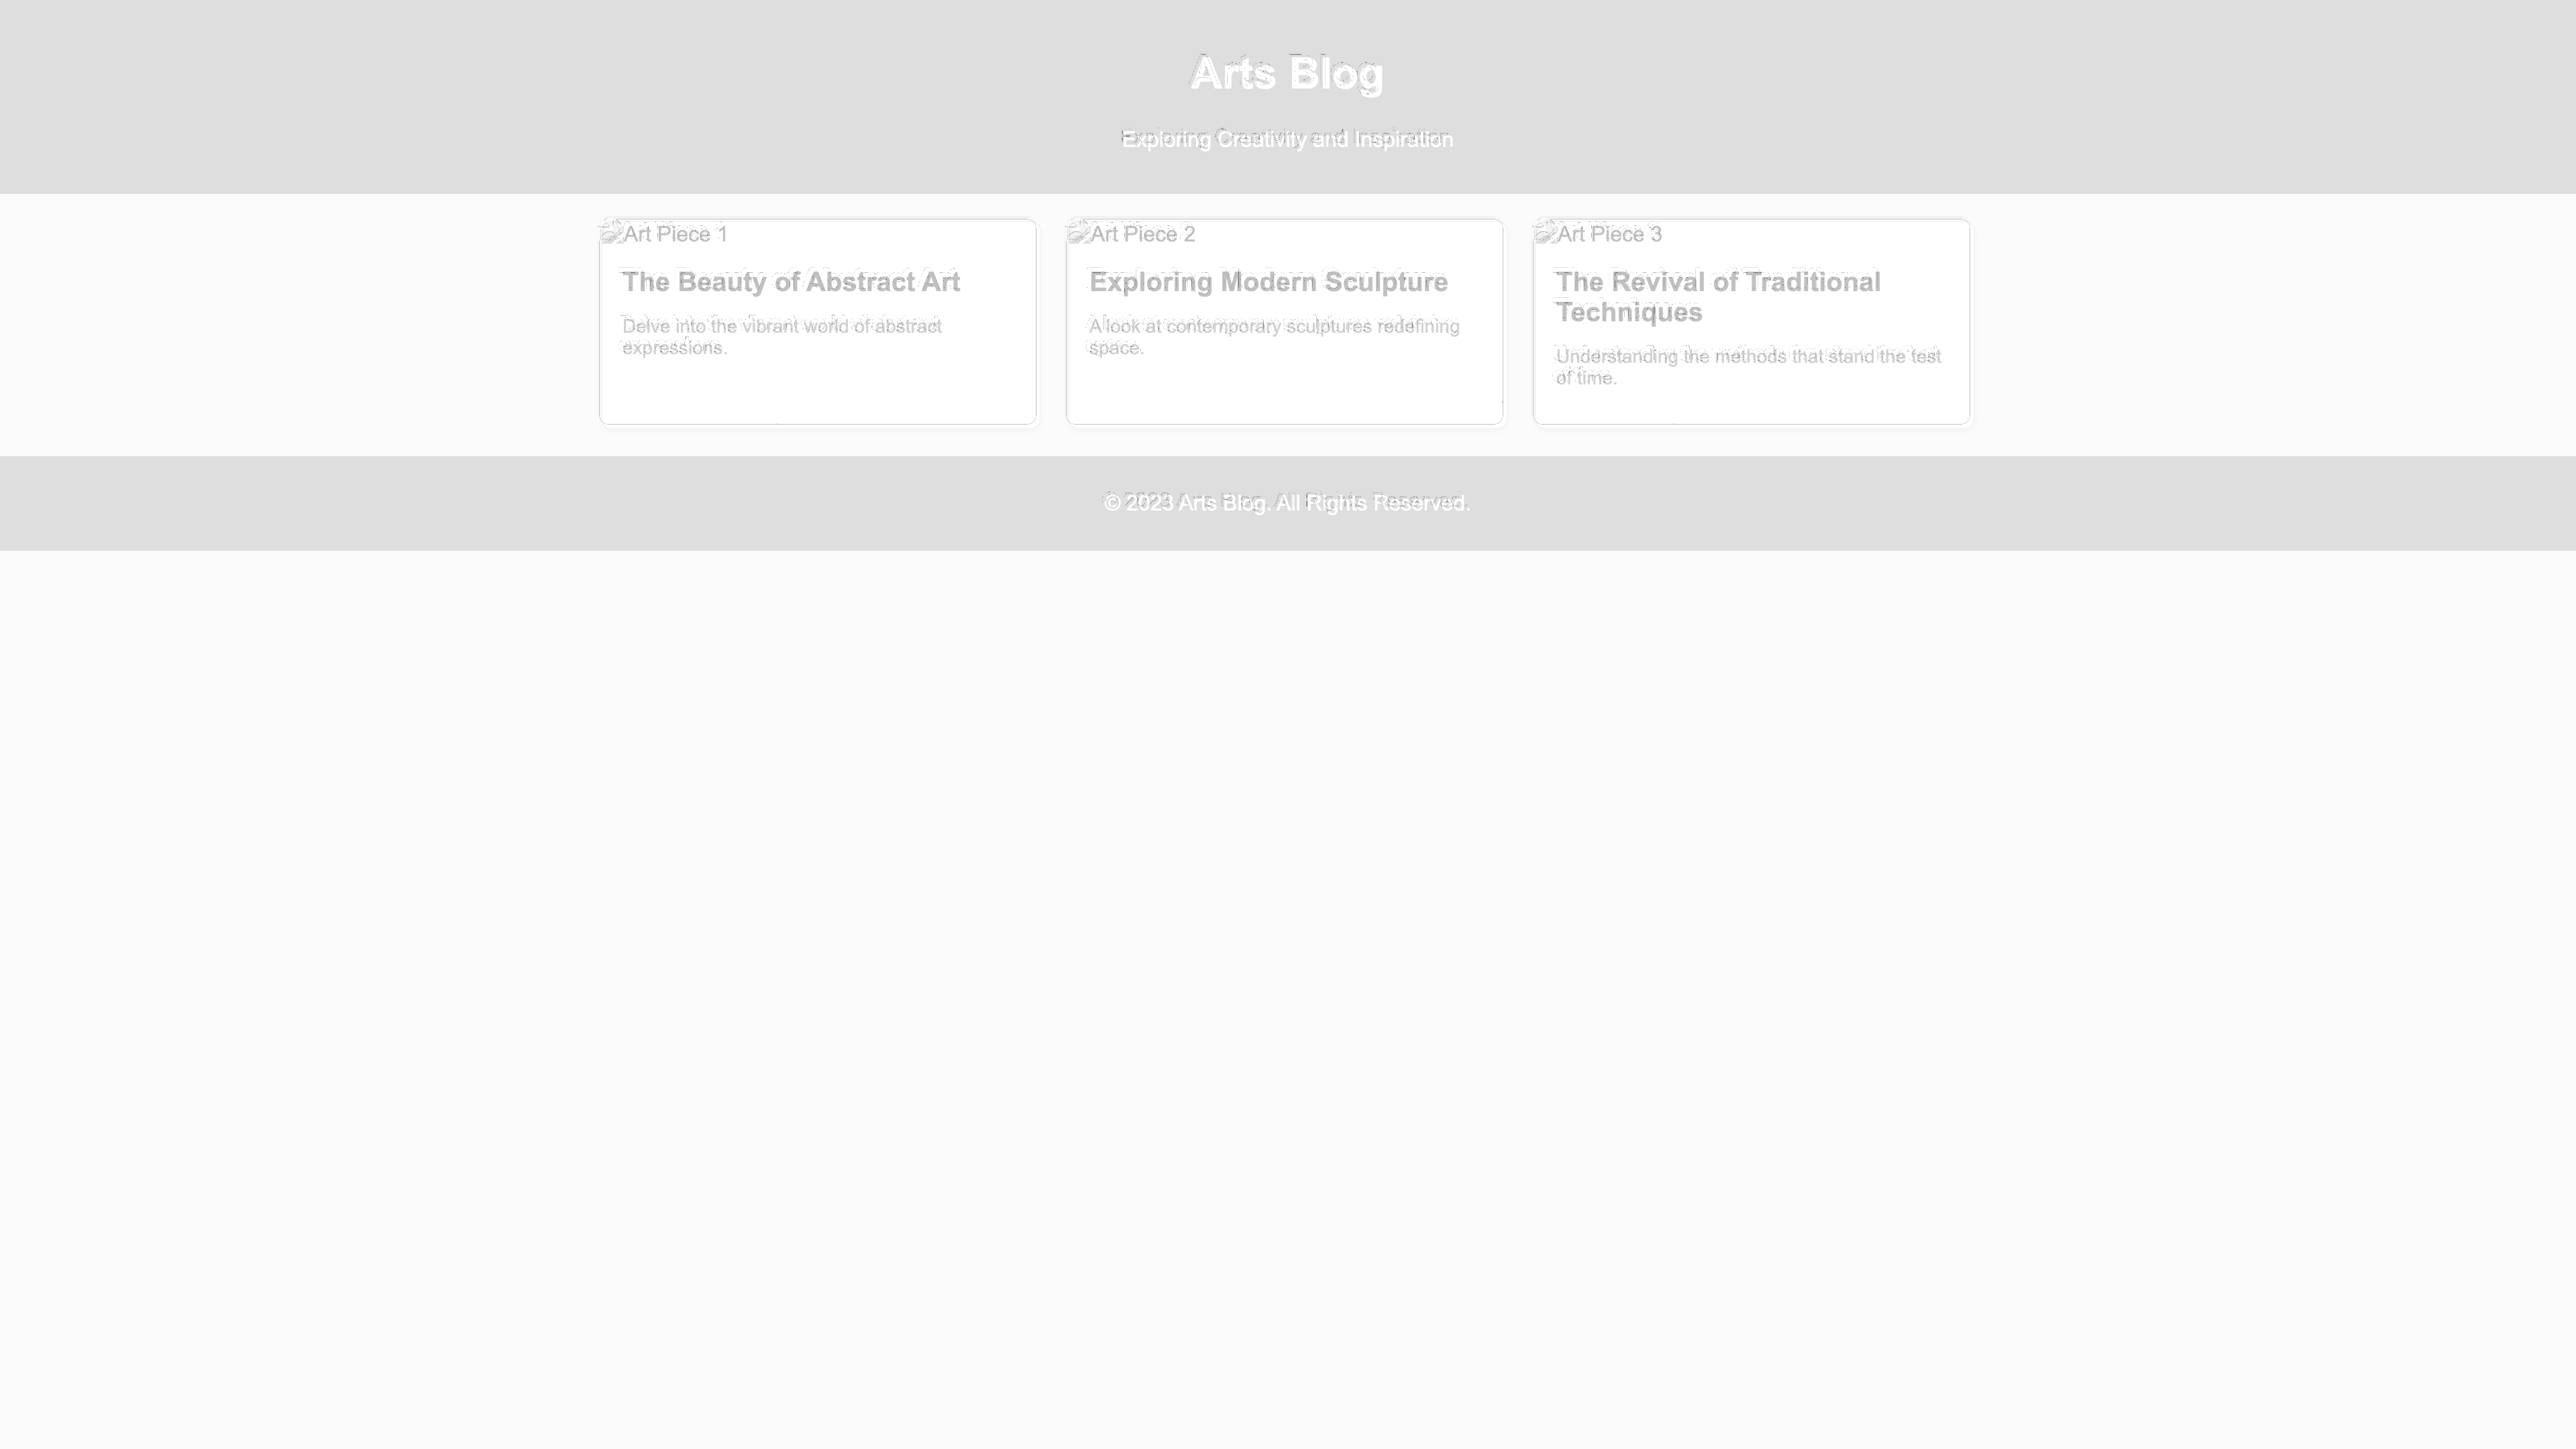 Arts Blog
Exploring Creativity and Inspiration
Art Piece 1
The Beauty of Abstract Art
Delve into the vibrant world of abstract
expressions.
Art Piece 2
Exploring Modern Sculpture
A look at contemporary sculptures redefining
space.
Art Piece 3
The Revival of Traditional
Techniques
Understanding the methods that stand the test
of time.
© 2023 Arts Blog. All Rights Reserved.